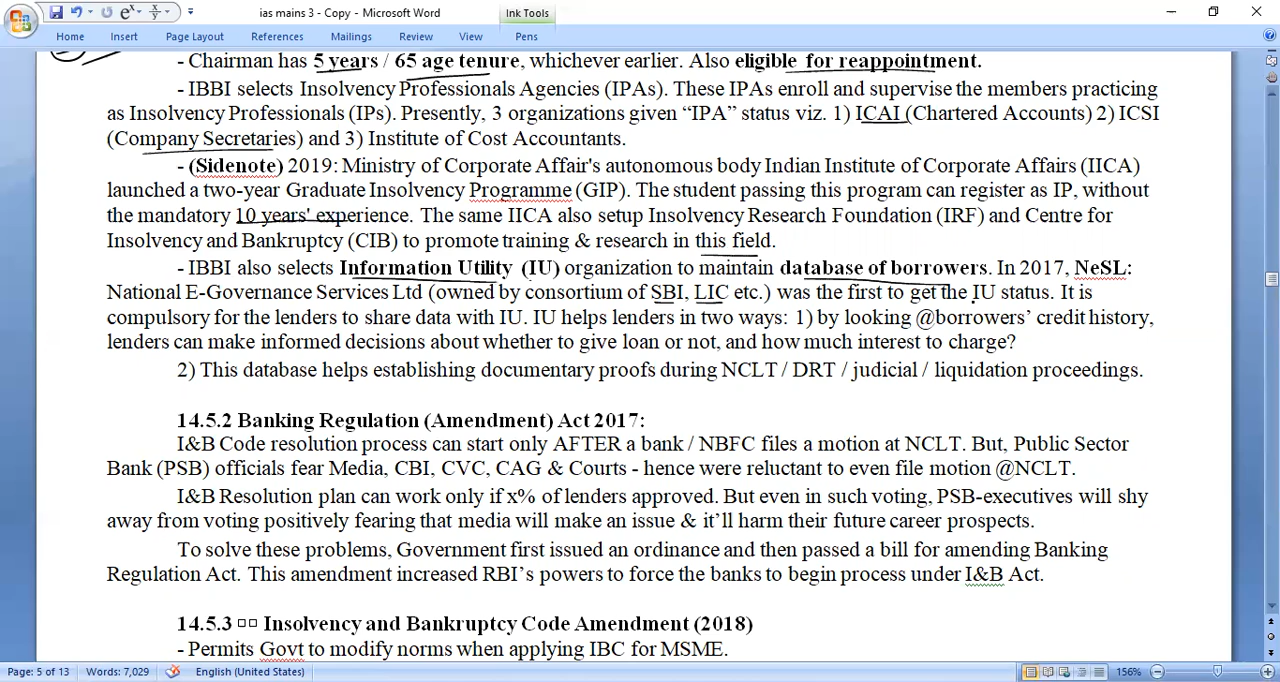 ias mains 3 - Copy - Microsoft Word
Ink Tools
Home Insert Page Layout References Mailings Review View Pens
- Chairman has 5 years / 65 age tenure, whichever earlier. Also eligible for reappointment.
- IBBI selects Insolvency Professionals Agencies (IPAs). These IPAs enroll and supervise the members practicing
as Insolvency Professionals (IPs). Presently, 3 organizations given “IPA” status viz. 1) ICAI (Chartered Accounts) 2) ICSI
(Company Secretaries) and 3) Institute of Cost Accountants.
- (Sidenote) 2019: Ministry of Corporate Affair's autonomous body Indian Institute of Corporate Affairs (IICA)
launched a two-year Graduate Insolvency Programme (GIP). The student passing this program can register as IP, without
the mandatory 10 years' experience. The same IICA also setup Insolvency Research Foundation (IRF) and Centre for
Insolvency and Bankruptcy (CIB) to promote training & research in this field.
- IBBI also selects Information Utility (IU) organization to maintain database of borrowers. In 2017, NeSL:
National E-Governance Services Ltd (owned by consortium of SBI, LIC etc.) was the first to get the IU status. It is
compulsory for the lenders to share data with IU. IU helps lenders in two ways: 1) by looking @borrowers’ credit history,
lenders can make informed decisions about whether to give loan or not, and how much interest to charge?
2) This database helps establishing documentary proofs during NCLT / DRT / judicial / liquidation proceedings.
14.5.2 Banking Regulation (Amendment) Act 2017:
I&B Code resolution process can start only AFTER a bank / NBFC files a motion at NCLT. But, Public Sector
Bank (PSB) officials fear Media, CBI, CVC, CAG & Courts - hence were reluctant to even file motion @NCLT.
I&B Resolution plan can work only if x% of lenders approved. But even in such voting, PSB-executives will shy
away from voting positively fearing that media will make an issue & it’ll harm their future career prospects.
To solve these problems, Government first issued an ordinance and then passed a bill for amending Banking
Regulation Act. This amendment increased RBI’s powers to force the banks to begin process under I&B Act.
14.5.3 □□ Insolvency and Bankruptcy Code Amendment (2018)
- Permits Govt to modify norms when applying IBC for MSME.
Page: 5 of 13 Words: 7,029 English (United States) 156%